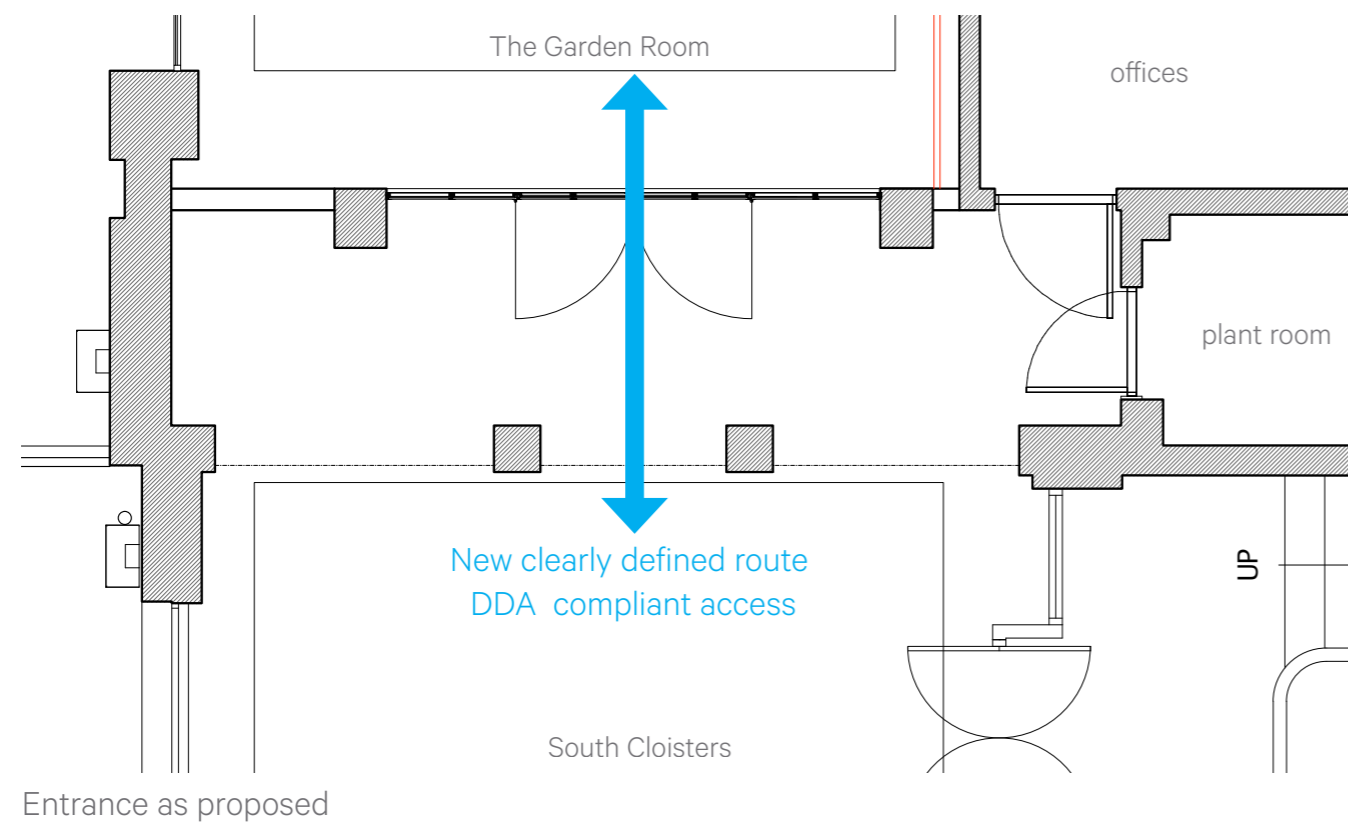 The Garden Room
offices
plant room
New clearly defined route
DDA compliant access
UP
South Cloisters
Entrance as proposed